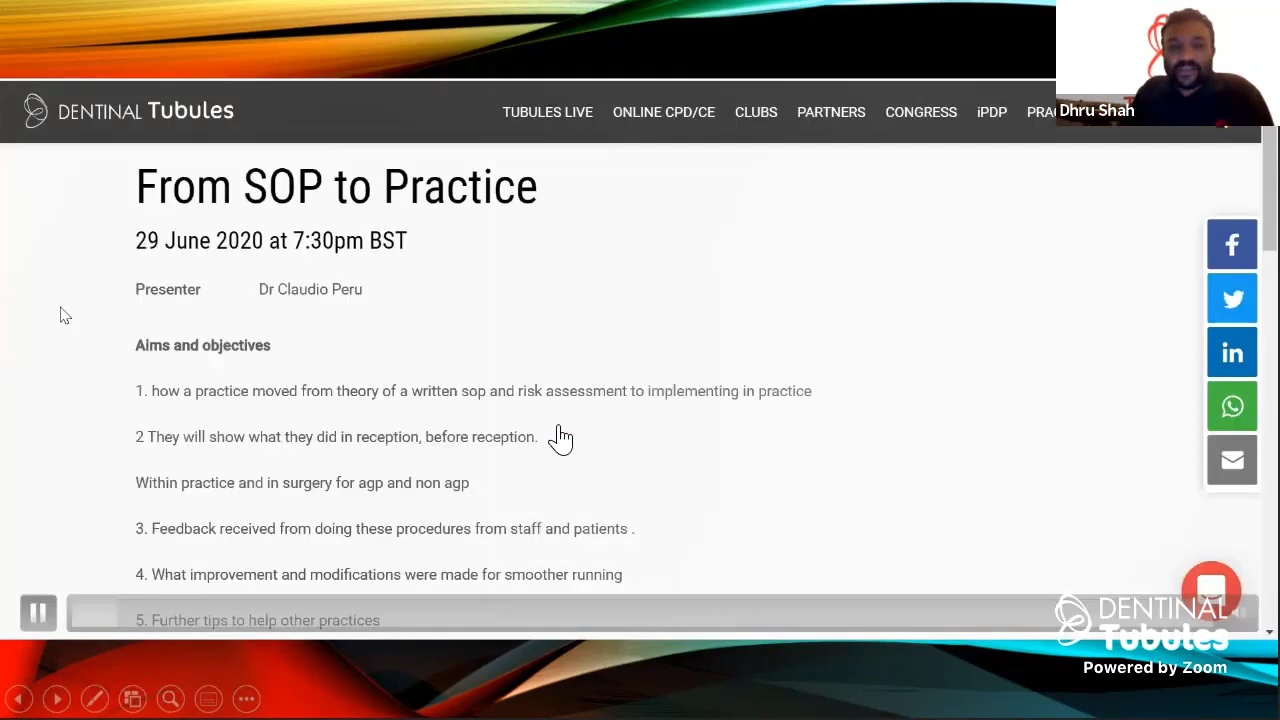 DENTINAL Tubules
TUBULES LIVE
ONLINE CPD/CE
CLUBS
PARTNERS
CONGRESS
iPDP
Dhru Shah
From SOP to Practice
29 June 2020 at 7:30pm BST
Presenter Dr Claudio Peru
Aims and objectives
1. how a practice moved from theory of a written sop and risk assessment to implementing in practice
2 They will show what they did in reception, before reception.
Within practice and in surgery for agp and non agp
3. Feedback received from doing these procedures from staff and patients .
4. What improvement and modifications were made for smoother running
5. Further tips to help other practices
DENTINAL
Tubules
Powered by Zoom